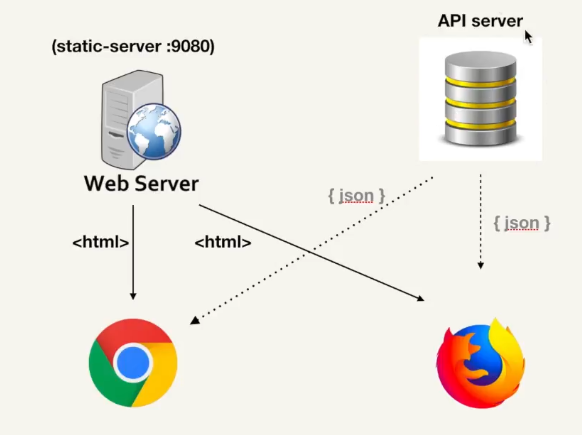 API server
(static-server :9080)
Web Server
{ json }
{ json }
<html>
<html>